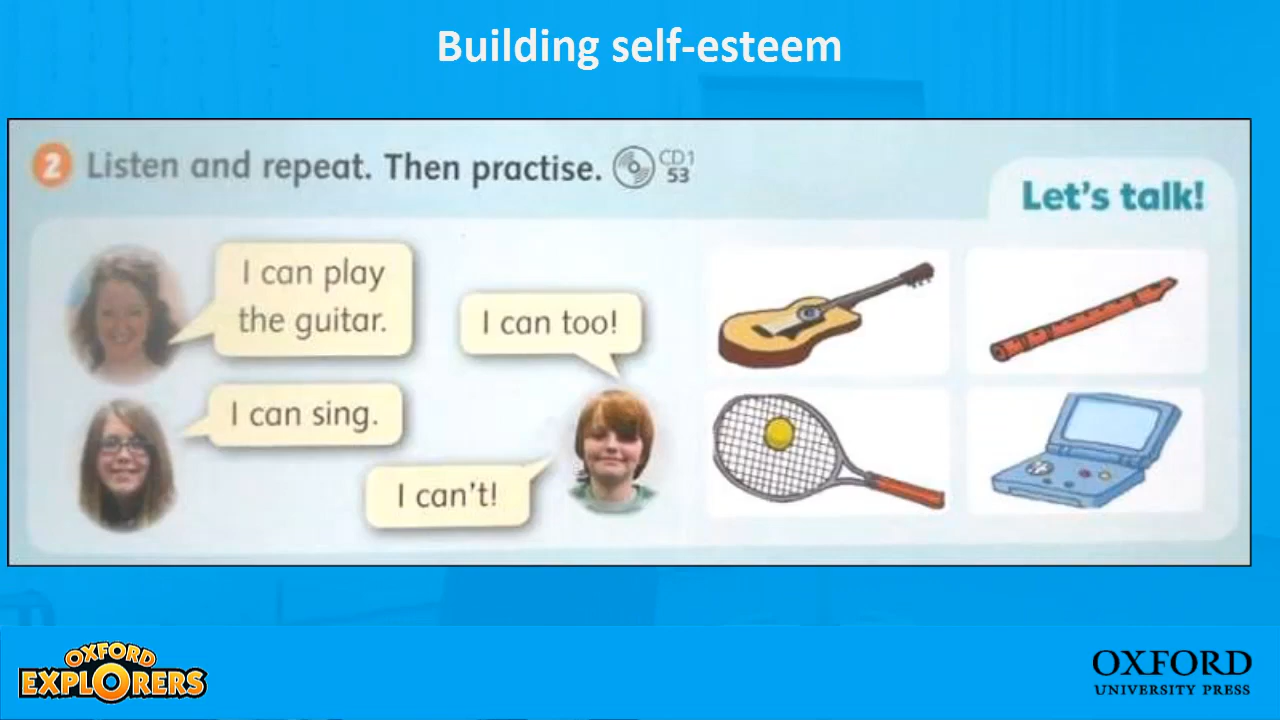 Building self-esteem
2 Listen and repeat. Then practise. CD1 53
Let's talk!
I can play
the guitar.
I can too!
I can sing.
I can't!
OXFORD
EXPLORERS
OXFORD
UNIVERSITY PRESS